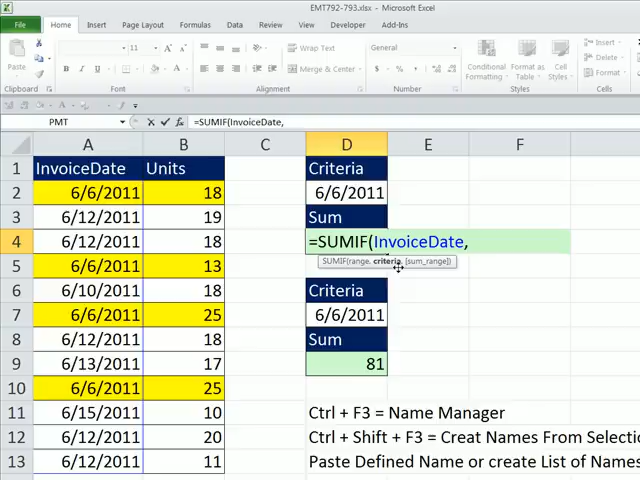 EMT792-793.xlsx - Microsoft Excel
File Home Insert Page Layout Formulas Data Review View Developer Add-Ins
Paste
11
B I U
Wrap Text
Merge & Center
General
$ % ,
Conditional Formatting
Format as Table
Cell Styles
Insert
Delete
Format
Clipboard Font Alignment Number Styles Cells
PMT =SUMIF(InvoiceDate,
A B C D E F
1 InvoiceDate Units Criteria
2 6/6/2011 18 6/6/2011
3 6/12/2011 19 Sum
4 6/12/2011 18 =SUMIF(InvoiceDate,
SUMIF(range, criteria, [sum_range])
5 6/6/2011 13
6 6/10/2011 18 Criteria
7 6/6/2011 25 6/6/2011
8 6/12/2011 18 Sum
9 6/13/2011 17 81
10 6/6/2011 25
11 6/15/2011 10 Ctrl + F3 = Name Manager
12 6/12/2011 20 Ctrl + Shift + F3 = Creat Names From Selectio
13 6/12/2011 11 Paste Defined Name or create List of Names